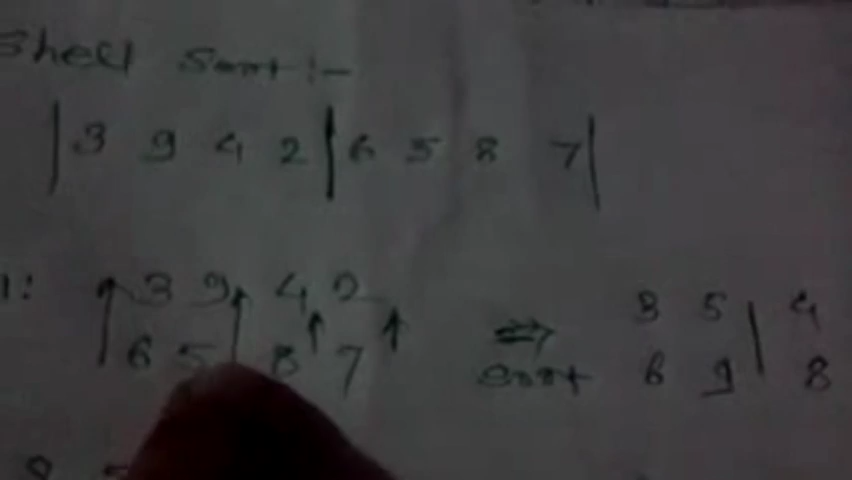 Shell Sort :-
| 3 9 4 2 | 6 5 8 7 |
1: 3 9 4 2
6 5 8 7
⇒ 3 5 | 4
sort 6 9 | 8